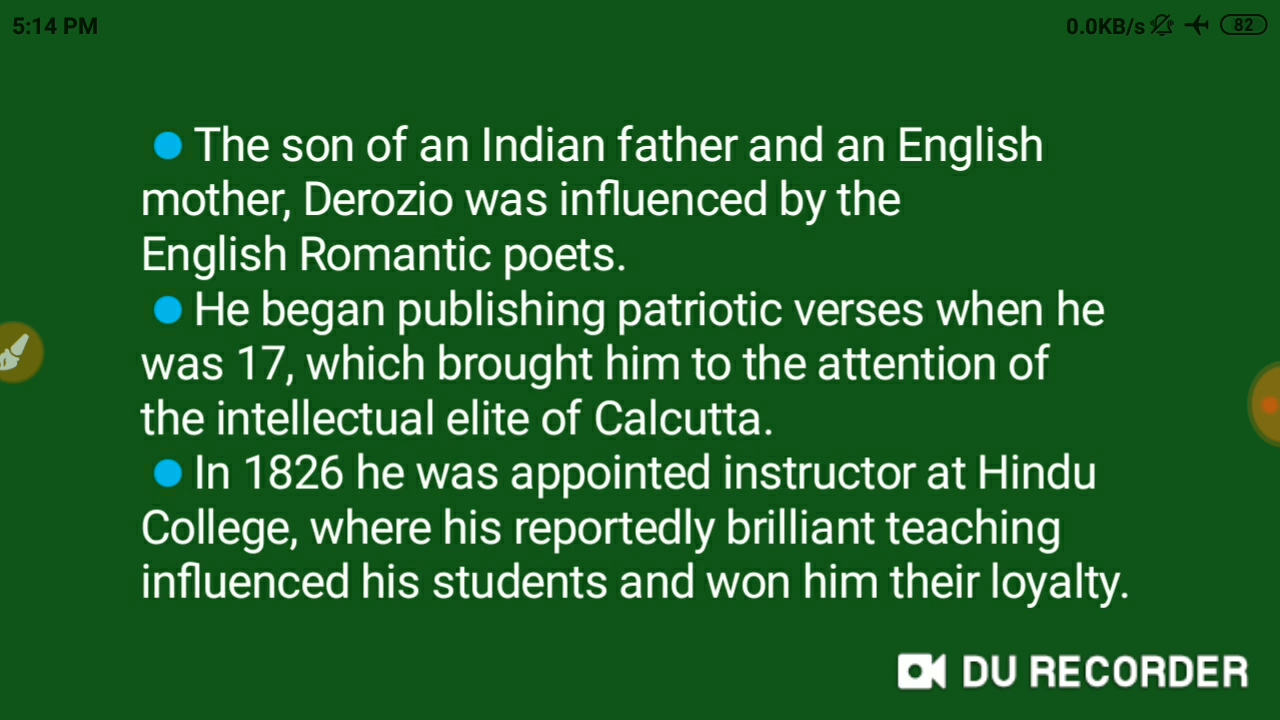 5:14 PM
0.0KB/s
82
The son of an Indian father and an English
mother, Derozio was influenced by the
English Romantic poets.
He began publishing patriotic verses when he
was 17, which brought him to the attention of
the intellectual elite of Calcutta.
In 1826 he was appointed instructor at Hindu
College, where his reportedly brilliant teaching
influenced his students and won him their loyalty.
DU RECORDER